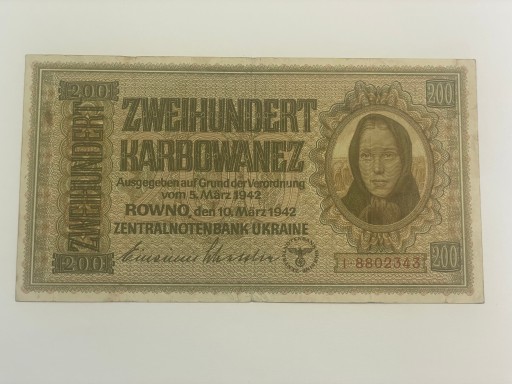 200
200
ZWEIHUNDERT
ZWEIHUNDERT
KARBOWANEZ
Ausgegeben auf Grund der Verordnung
vom 5. März 1942
ROWNO, den 10. März 1942
ZENTRALNOTENBANK UKRAINE
200
1·8802343
200